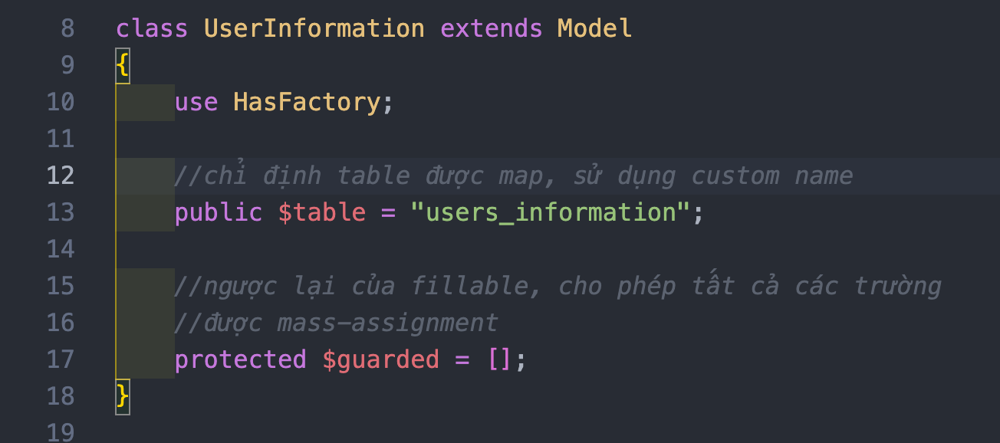 8 class UserInformation extends Model
9 {
10 use HasFactory;
11
12 //chỉ định table được map, sử dụng custom name
13 public $table = "users_information";
14
15 //ngược lại của fillable, cho phép tất cả các trường
16 //được mass-assignment
17 protected $guarded = [];
18 }
19